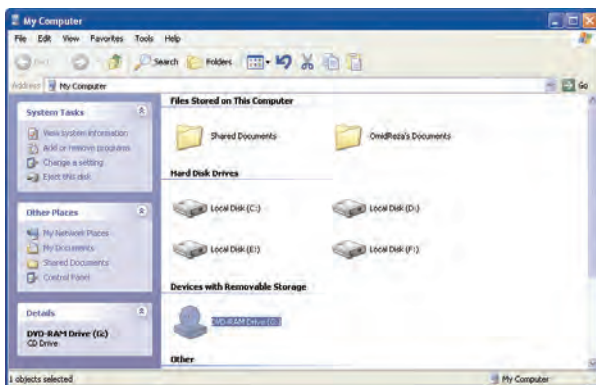 My Computer
File Edit View Favorites Tools Help
Back Search Folders
Address My Computer Go
System Tasks
View system information
Add or remove programs
Change a setting
Eject this disk
Other Places
My Network Places
My Documents
Shared Documents
Control Panel
Details
DVD-RAM Drive (G:)
CD Drive
Files Stored on This Computer
Shared Documents OmidReza's Documents
Hard Disk Drives
Local Disk (C:) Local Disk (D:)
Local Disk (E:) Local Disk (F:)
Devices with Removable Storage
DVD-RAM Drive (G:)
Other
1 objects selected My Computer